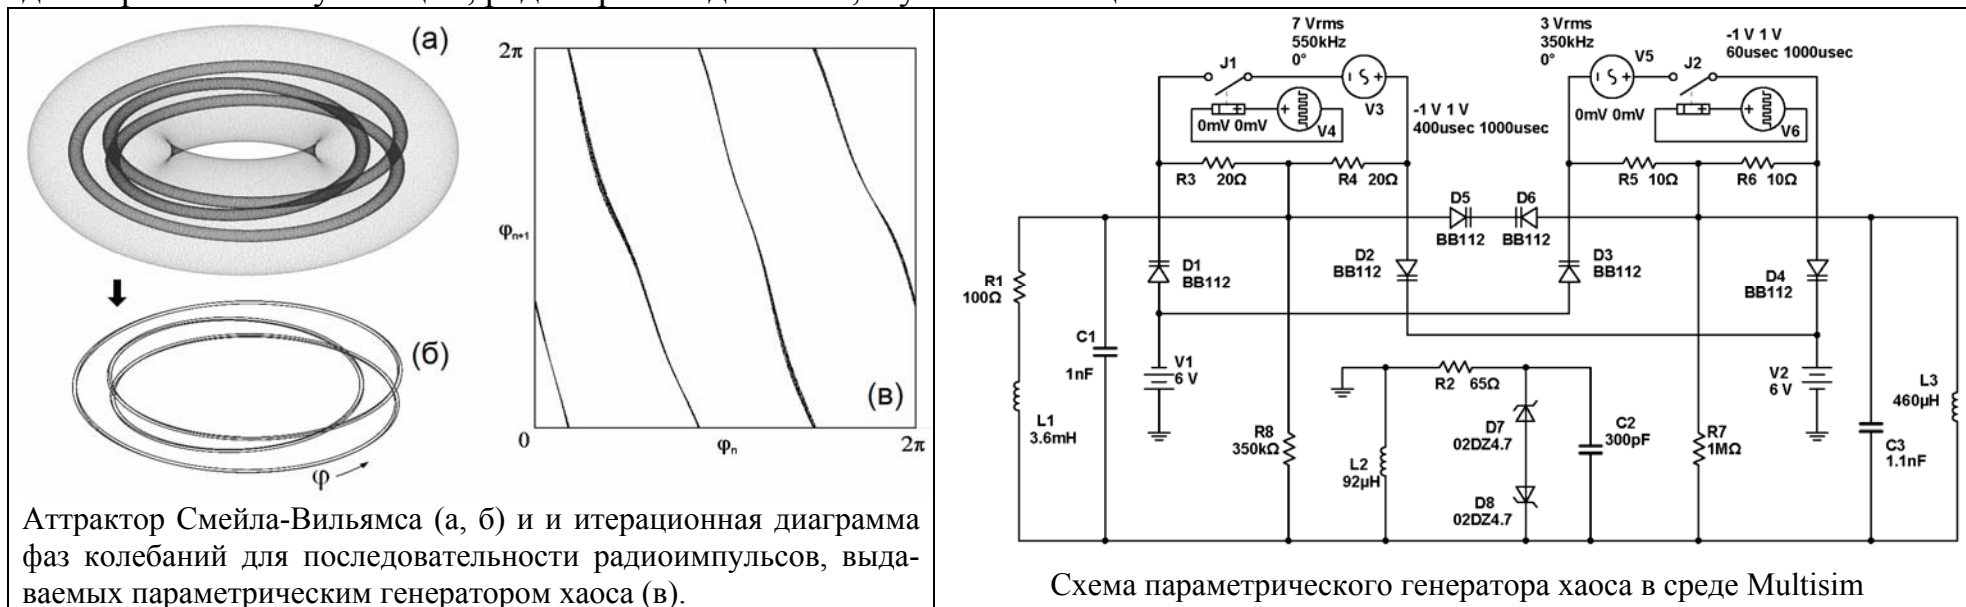 (а)
(б)
φ
2π
φn+1
(в)
0
φn
2π
Аттрактор Смейла-Вильямса (а, б) и и итерационная диаграмма
фаз колебаний для последовательности радиоимпульсов, выда-
ваемых параметрическим генератором хаоса (в).
7 Vrms
550kHz
0°
J1
V3
0mV 0mV
V4
-1 V 1 V
400usec 1000usec
3 Vrms
350kHz
0°
V5
J2
-1 V 1 V
60usec 1000usec
0mV 0mV
V6
R3 20Ω
R4 20Ω
R5 10Ω
R6 10Ω
D5
BB112
D6
BB112
R1
100Ω
D1
BB112
D2
BB112
D3
BB112
D4
BB112
C1
1nF
V1
6 V
R2 65Ω
V2
6 V
L3
460µH
L1
3.6mH
R8
350kΩ
L2
92µH
D7
02DZ4.7
D8
02DZ4.7
C2
300pF
R7
1MΩ
C3
1.1nF
Схема параметрического генератора хаоса в среде Multisim